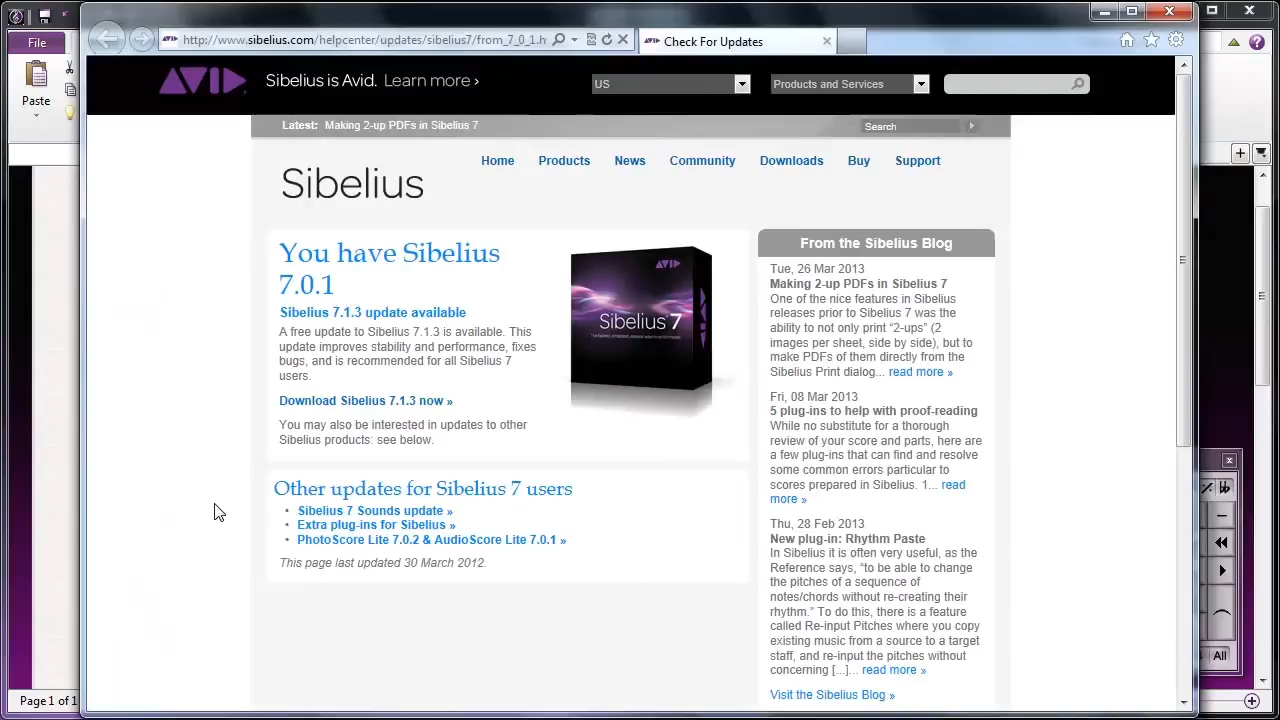 File
Paste
http://www.sibelius.com/helpcenter/updates/sibelius7/from_7_0_1.h
Check For Updates
AVID
Sibelius is Avid. Learn more ›
US
Products and Services
Latest: Making 2-up PDFs in Sibelius 7
Search
Home
Products
News
Community
Downloads
Buy
Support
Sibelius
You have Sibelius
7.0.1
Sibelius 7.1.3 update available
A free update to Sibelius 7.1.3 is available. This
update improves stability and performance, fixes
bugs, and is recommended for all Sibelius 7
users.
Download Sibelius 7.1.3 now »
You may also be interested in updates to other
Sibelius products: see below.
AVID
Sibelius 7
Other updates for Sibelius 7 users
• Sibelius 7 Sounds update »
• Extra plug-ins for Sibelius »
• PhotoScore Lite 7.0.2 & AudioScore Lite 7.0.1 »
This page last updated 30 March 2012.
From the Sibelius Blog
Tue, 26 Mar 2013
Making 2-up PDFs in Sibelius 7
One of the nice features in Sibelius
releases prior to Sibelius 7 was the
ability to not only print “2-ups” (2
images per sheet, side by side), but to
make PDFs of them directly from the
Sibelius Print dialog... read more »
Fri, 08 Mar 2013
5 plug-ins to help with proof-reading
While no substitute for a thorough
review of your score and parts, here are
a few plug-ins that can find and resolve
some common errors particular to
scores prepared in Sibelius. 1... read
more »
Thu, 28 Feb 2013
New plug-in: Rhythm Paste
In Sibelius it is often very useful, as the
Reference says, “to be able to change
the pitches of a sequence of
notes/chords without re-creating their
rhythm.” To do this, there is a feature
called Re-input Pitches where you copy
existing music from a source to a target
staff, and re-input the pitches without
concerning [...]... read more »
Visit the Sibelius Blog »
All
Page 1 of 1